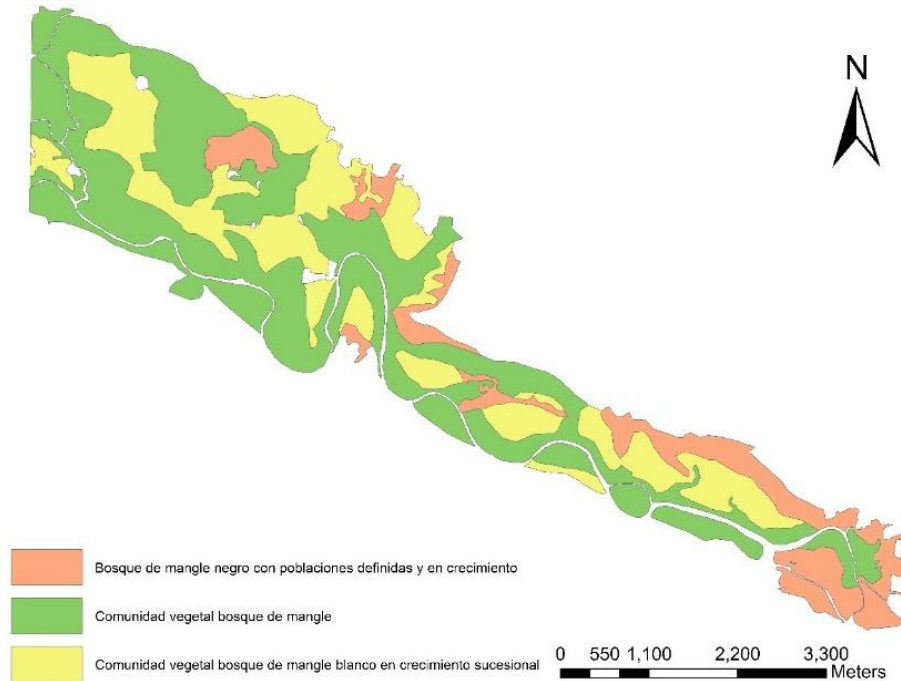 N
Bosque de mangle negro con poblaciones definidas y en crecimiento
Comunidad vegetal bosque de mangle
Comunidad vegetal bosque de mangle blanco en crecimiento sucesional
0 550 1,100 2,200 3,300
Meters